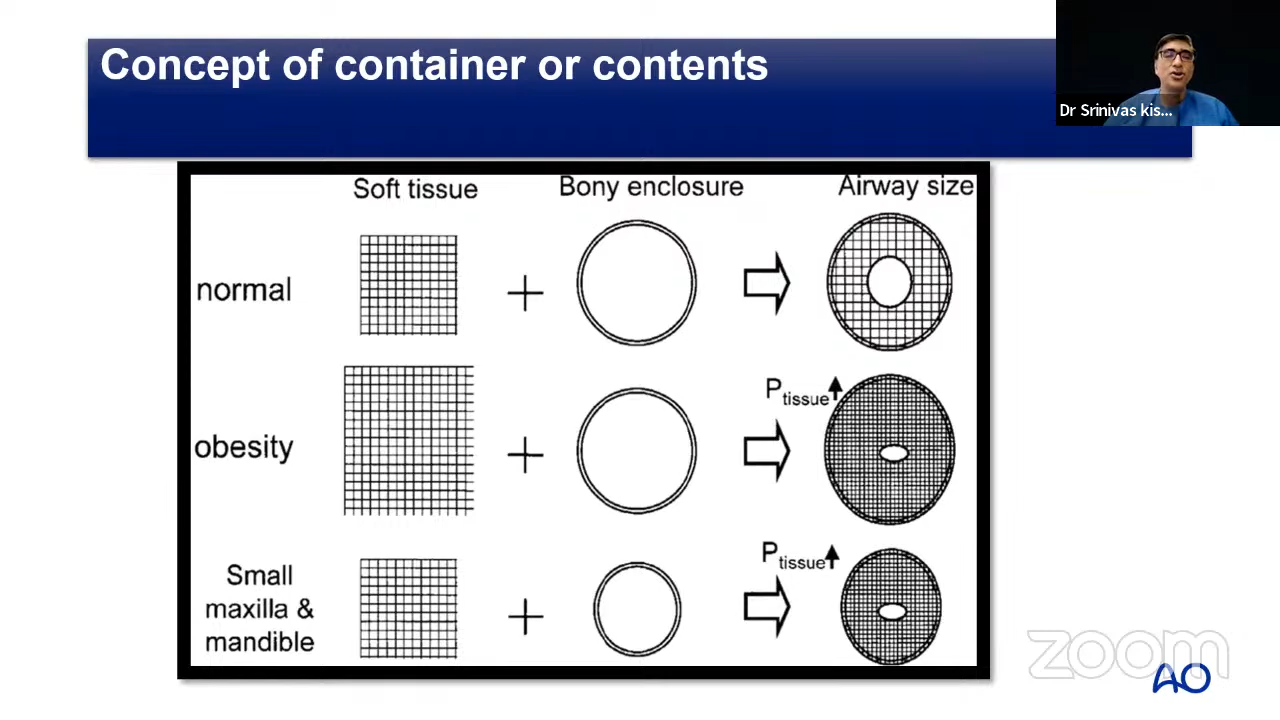 Concept of container or contents
Dr Srinivas kis...
Soft tissue
Bony enclosure
Airway size
normal
obesity
Ptissue
Small
maxilla &
mandible
Ptissue
zoom
AO